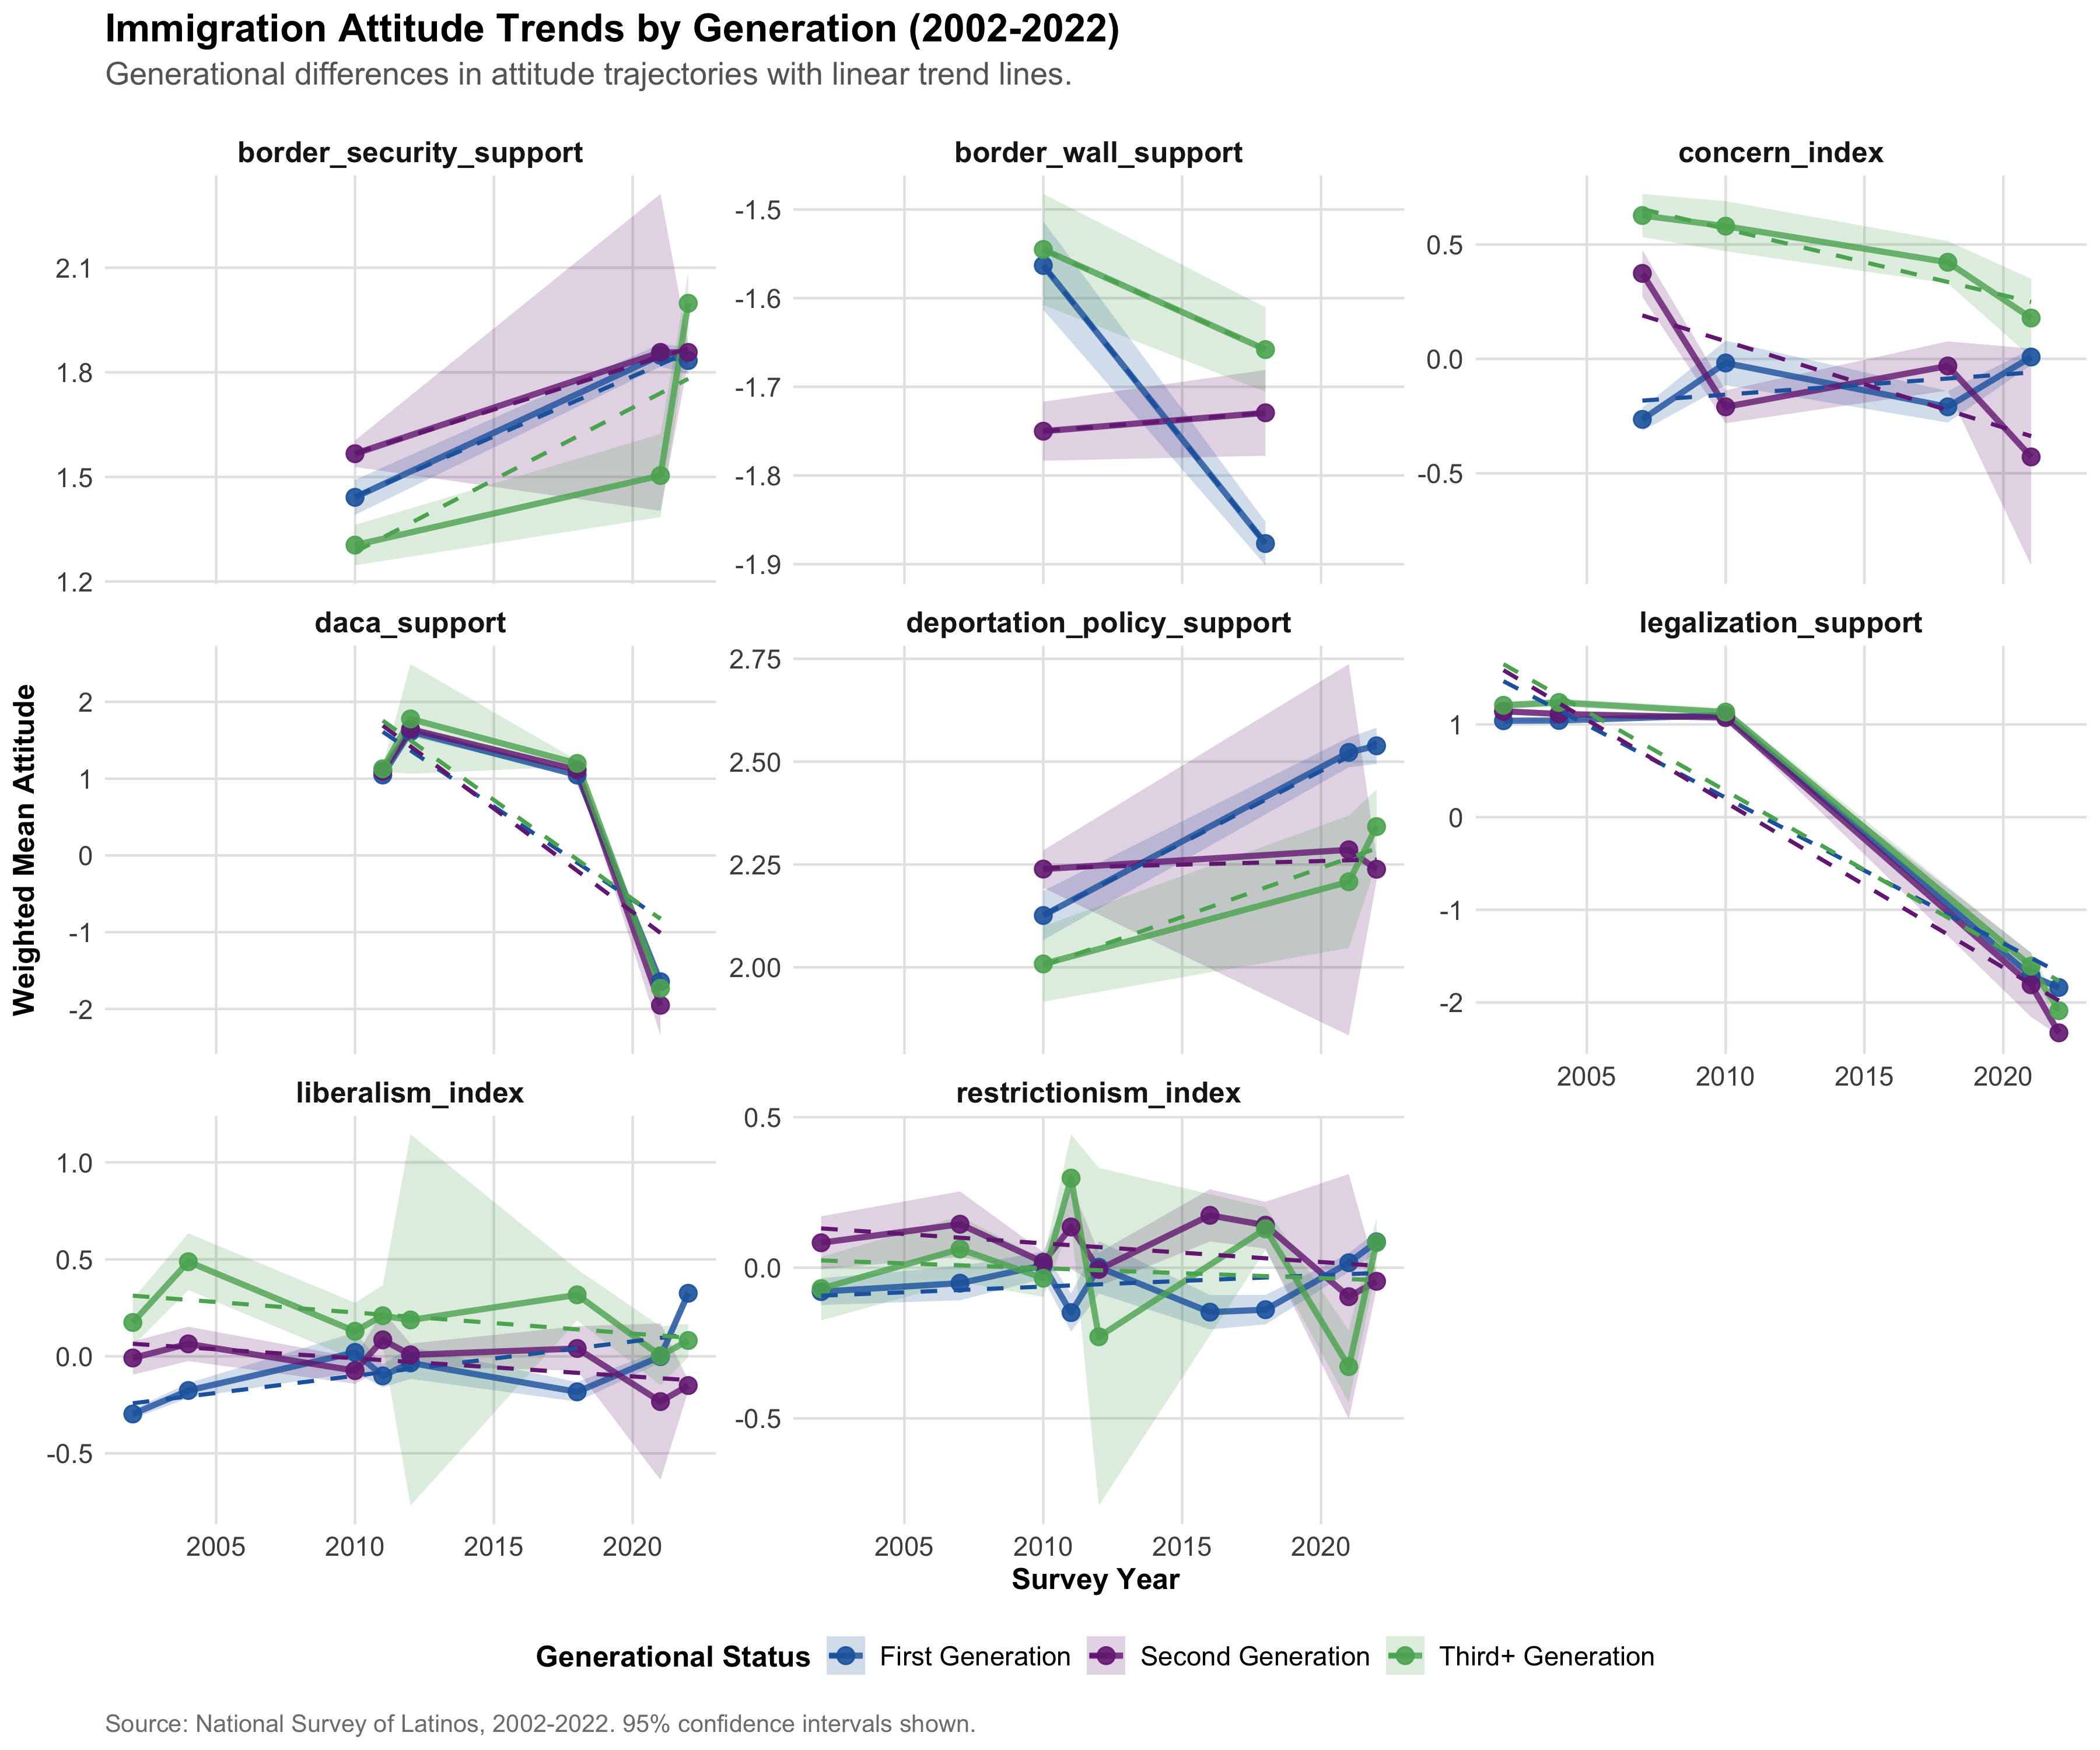 Immigration Attitude Trends by Generation (2002-2022)
Generational differences in attitude trajectories with linear trend lines.
border_security_support
border_wall_support
concern_index
2.1
1.8
1.5
1.2
-1.5
-1.6
-1.7
-1.8
-1.9
0.5
0.0
-0.5
daca_support
deportation_policy_support
legalization_support
2
1
0
-1
-2
2.75
2.50
2.25
2.00
1
0
-1
-2
2005 2010 2015 2020
liberalism_index
restrictionism_index
1.0
0.5
0.0
-0.5
0.5
0.0
-0.5
2005 2010 2015 2020
2005 2010 2015 2020
Weighted Mean Attitude
Survey Year
Generational Status First Generation Second Generation Third+ Generation
Source: National Survey of Latinos, 2002-2022. 95% confidence intervals shown.